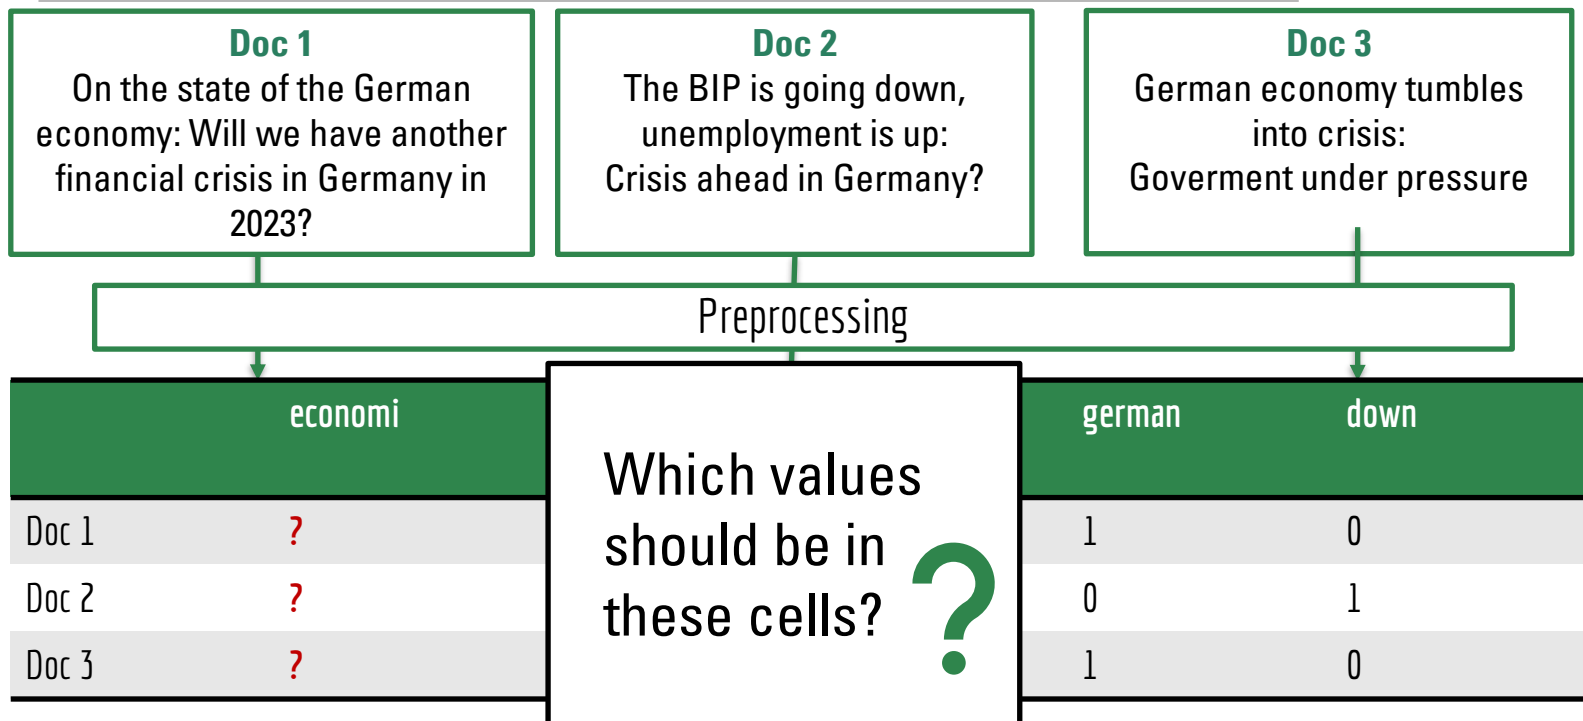 Doc 1
On the state of the German
economy: Will we have another
financial crisis in Germany in
2023?
Doc 2
The BIP is going down,
unemployment is up:
Crisis ahead in Germany?
Doc 3
German economy tumbles
into crisis:
Goverment under pressure
Preprocessing
economi german down
Which values
should be in
these cells?
?
Doc 1 ? 1 0
Doc 2 ? 0 1
Doc 3 ? 1 0